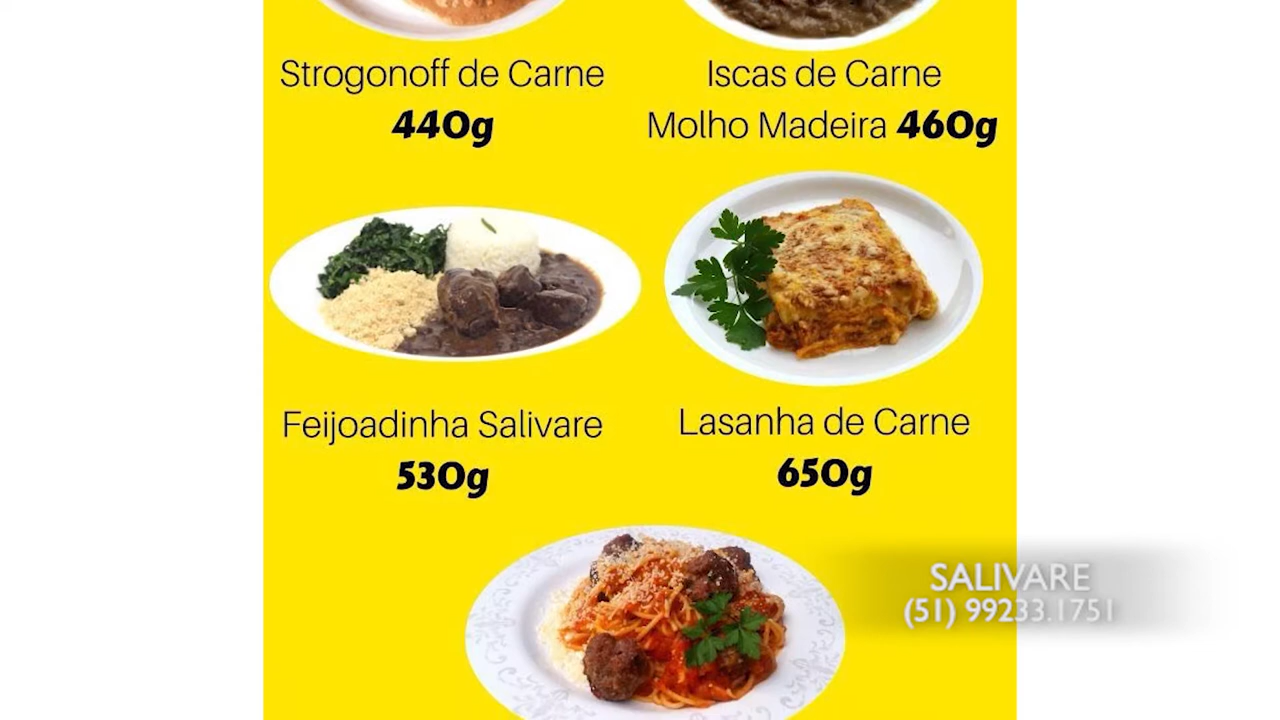 Strogonoff de Carne
440g
Iscas de Carne
Molho Madeira 460g
Feijoadinha Salivare
530g
Lasanha de Carne
650g
SALIVARE
(51) 99233.1751